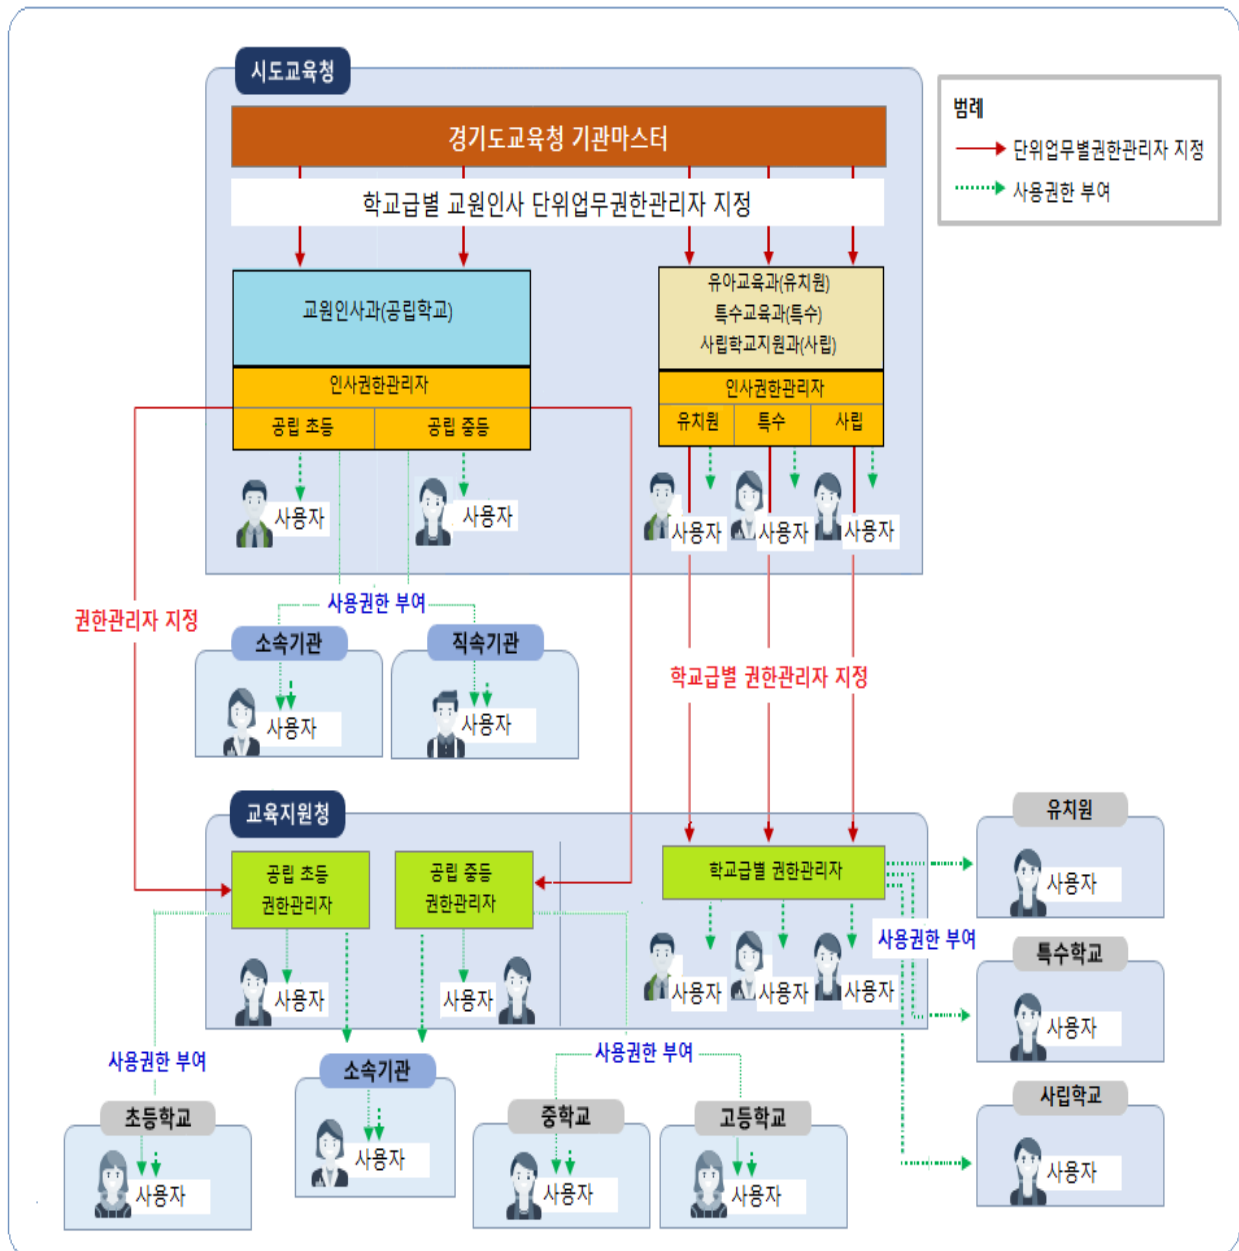 시도교육청
경기도교육청 기관마스터
범례
단위업무별권한관리자 지정
사용권한 부여
학교급별 교원인사 단위업무권한관리자 지정
교원인사과(공립학교)
유아교육과(유치원)
특수교육과(특수)
사립학교지원과(사립)
인사권한관리자
공립 초등
공립 중등
인사권한관리자
유치원
특수
사립
사용자
사용자
사용자
사용자
사용자
권한관리자 지정
사용권한 부여
소속기관
직속기관
사용자
사용자
학교급별 권한관리자 지정
교육지원청
공립 초등
권한관리자
공립 중등
권한관리자
학교급별 권한관리자
사용자
사용자
사용자
사용자
사용자
사용권한 부여
유치원
사용자
특수학교
사용자
사립학교
사용자
사용권한 부여
초등학교
사용자
소속기관
사용자
사용권한 부여
중학교
사용자
고등학교
사용자